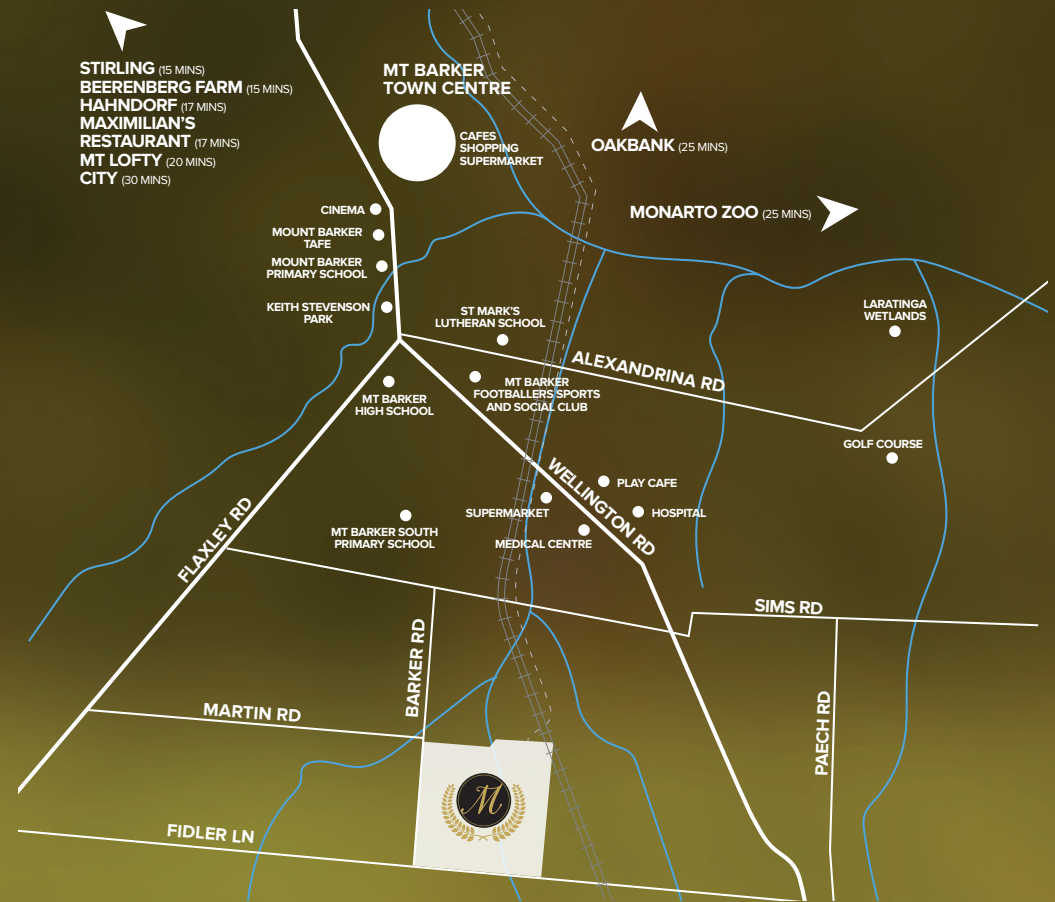 STIRLING (15 MINS)
BEERENBERG FARM (15 MINS)
HAHNDORF (17 MINS)
MAXIMILIAN'S
RESTAURANT (17 MINS)
MT LOFTY (20 MINS)
CITY (30 MINS)
MT BARKER
TOWN CENTRE
CAFES
SHOPPING
SUPERMARKET
OAKBANK (25 MINS)
MONARTO ZOO (25 MINS)
CINEMA
MOUNT BARKER
TAFE
MOUNT BARKER
PRIMARY SCHOOL
KEITH STEVENSON
PARK
ST MARK'S
LUTHERAN SCHOOL
LARATINGA
WETLANDS
ALEXANDRINA RD
MT BARKER
HIGH SCHOOL
MT BARKER
FOOTBALLERS SPORTS
AND SOCIAL CLUB
GOLF COURSE
WELLINGTON RD
PLAY CAFE
SUPERMARKET
HOSPITAL
MEDICAL CENTRE
FLAXLEY RD
MT BARKER SOUTH
PRIMARY SCHOOL
SIMS RD
BARKER RD
MARTIN RD
PAECH RD
M
FIDLER LN